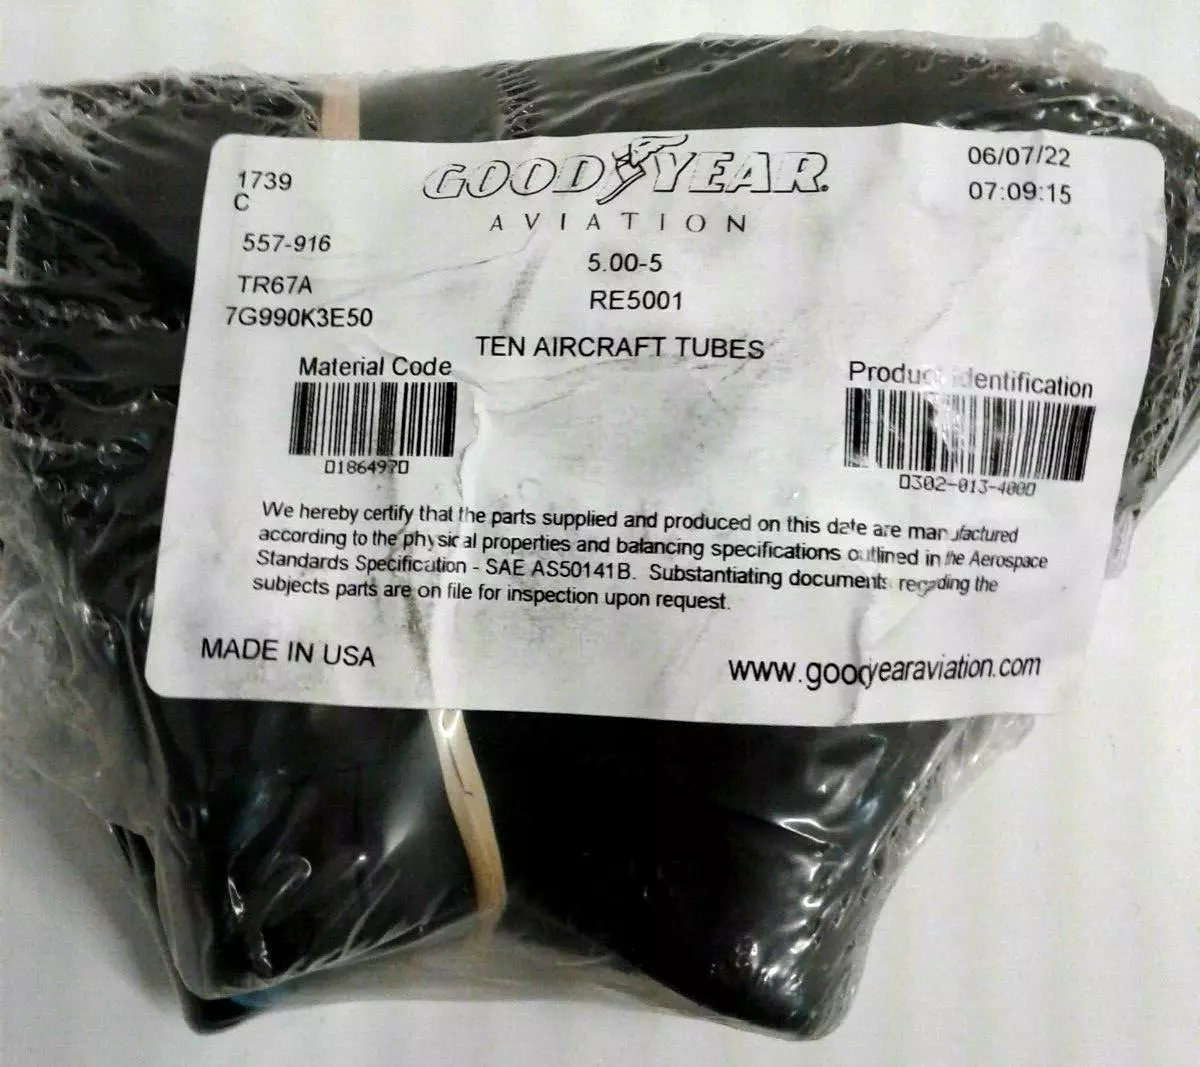 1739
C
GOODYEAR
AVIATION
06/07/22
07:09:15
557-916
5.00-5
TR67A
RE5001
7G990K3E50
TEN AIRCRAFT TUBES
Material Code
Product identification
01864970
0302-013-4000
We hereby certify that the parts supplied and produced on this date are manufactured
according to the physical properties and balancing specifications outlined in the Aerospace
Standards Specification - SAE AS50141B. Substantiating documents regarding the
subjects parts are on file for inspection upon request.
MADE IN USA
www.goodyearaviation.com